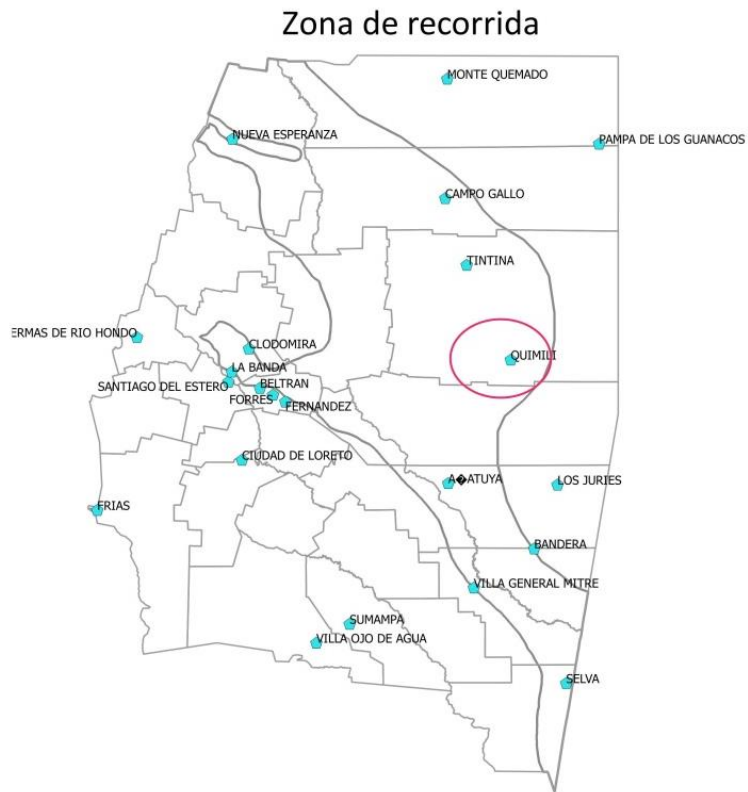 Zona de recorrida
MONTE QUEMADO
NUEVA ESPERANZA
PAMPA DE LOS GUANACOS
CAMPO GALLO
TINTINA
ERMAS DE RIO HONDO
CLODOMIRA
QUIMILI
LA BANDA
SANTIAGO DEL ESTERO
BELTRAN
FORRES
FERNANDEZ
CIUDAD DE LORETO
A�ATUYA
LOS JURIES
FRIAS
BANDERA
VILLA GENERAL MITRE
SUMAMPA
VILLA OJO DE AGUA
SELVA